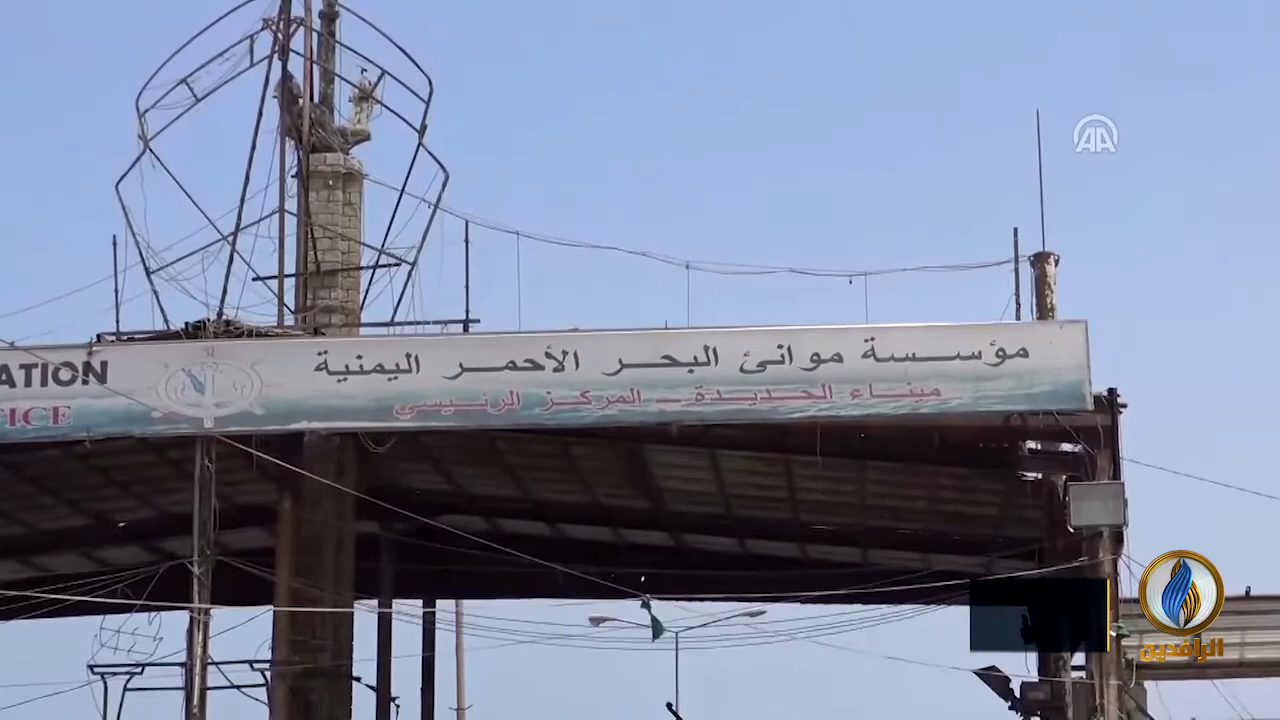 مؤسسة موانئ البحر الأحمر اليمنية
ميناء الحديدة - المركز الرئيسي
ATION
ICE
AA
الرافدين